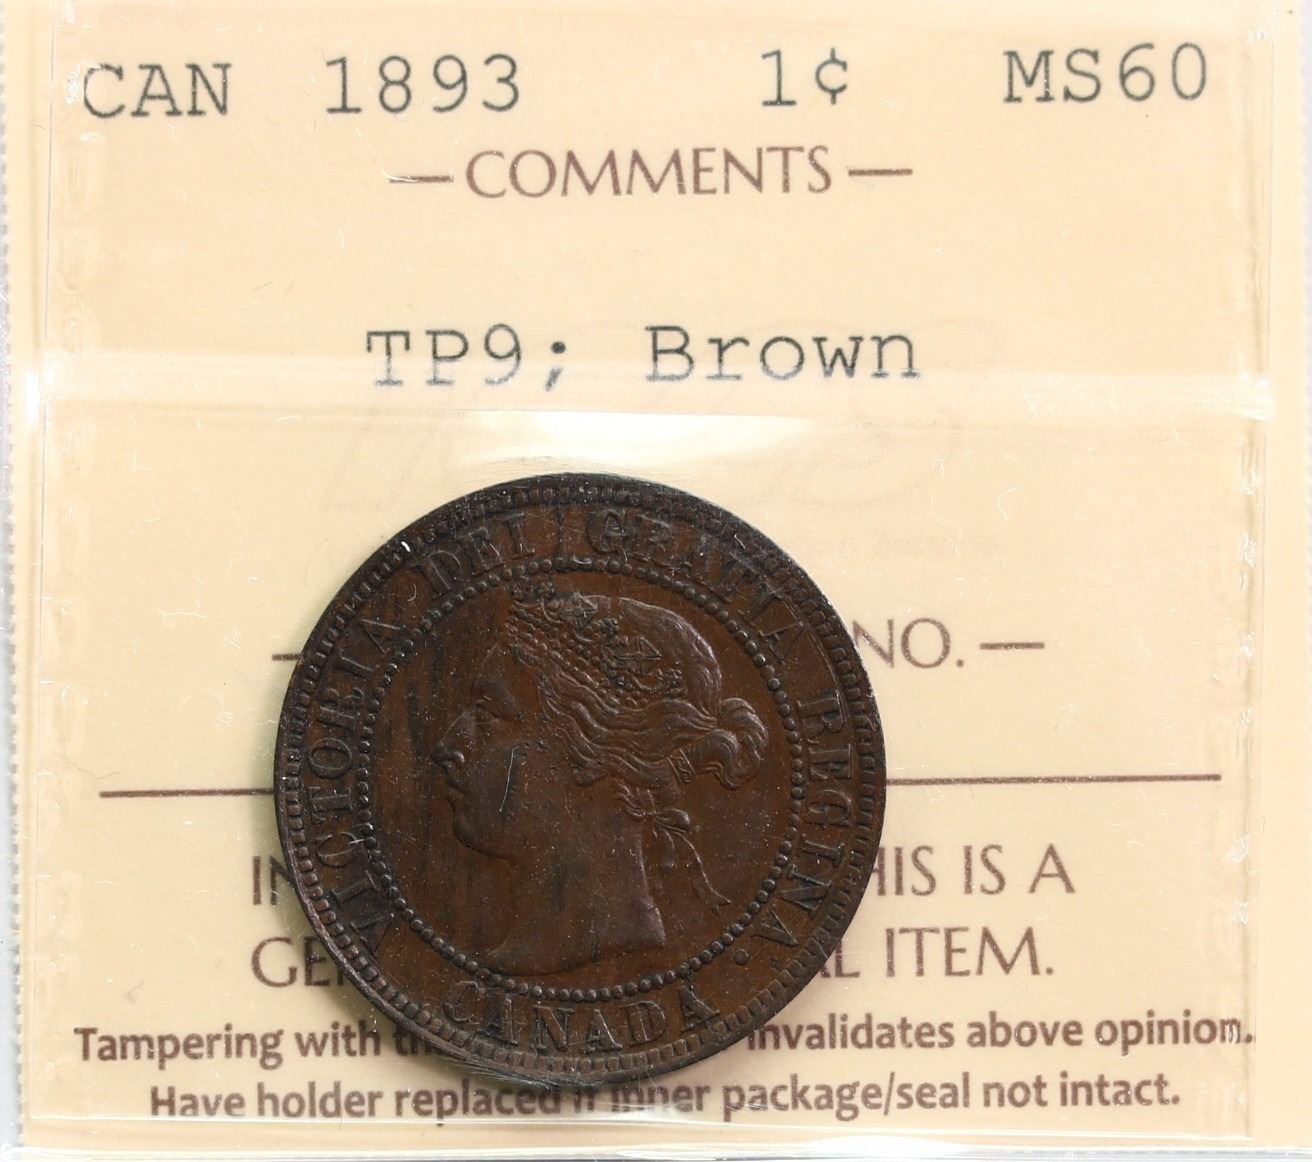 CAN 1893 1¢ MS60
— COMMENTS —
TP9; Brown
VICTORIA DEI GRATIA REGINA.
CANADA
NO. —
IS A
GE ITEM.
Tampering with invalidates above opinion.
Have holder replaced if inner package/seal not intact.